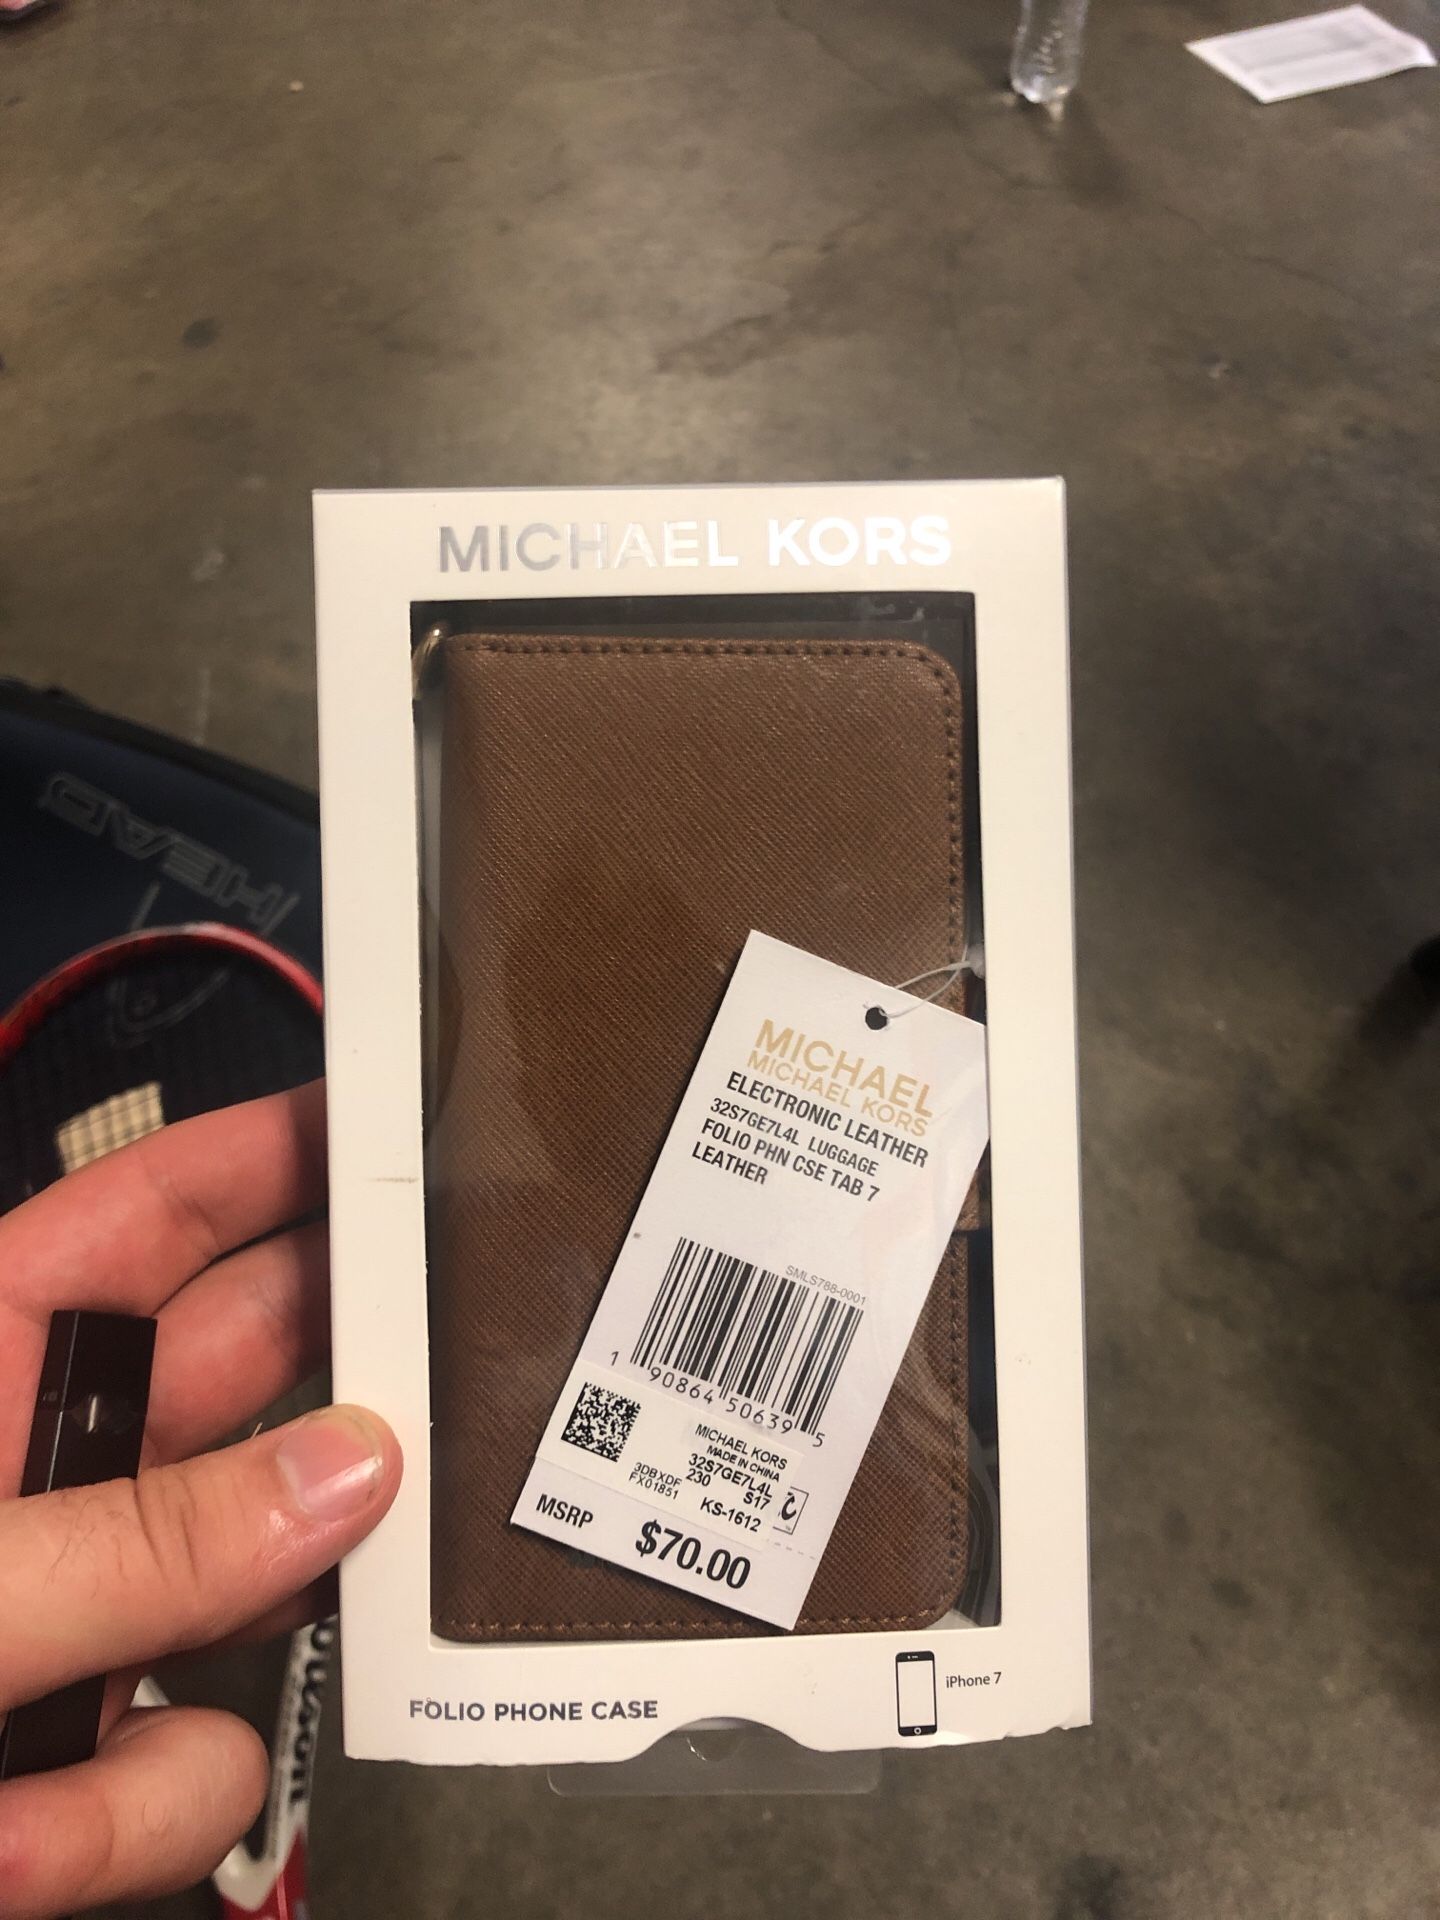 MICHAEL KORS
HEAD
MICHAEL
MICHAEL KORS
ELECTRONIC LEATHER
32S7GE7L4L LUGGAGE
FOLIO PHN CSE TAB 7
LEATHER
SMLS788-0001
1 90864 50639 5
MICHAEL KORS
MADE IN CHINA
32S7GE7L4L
230 S17
3DBXDF
FX01851
KS-1612
MSRP $70.00
FOLIO PHONE CASE
iPhone 7
Wilson